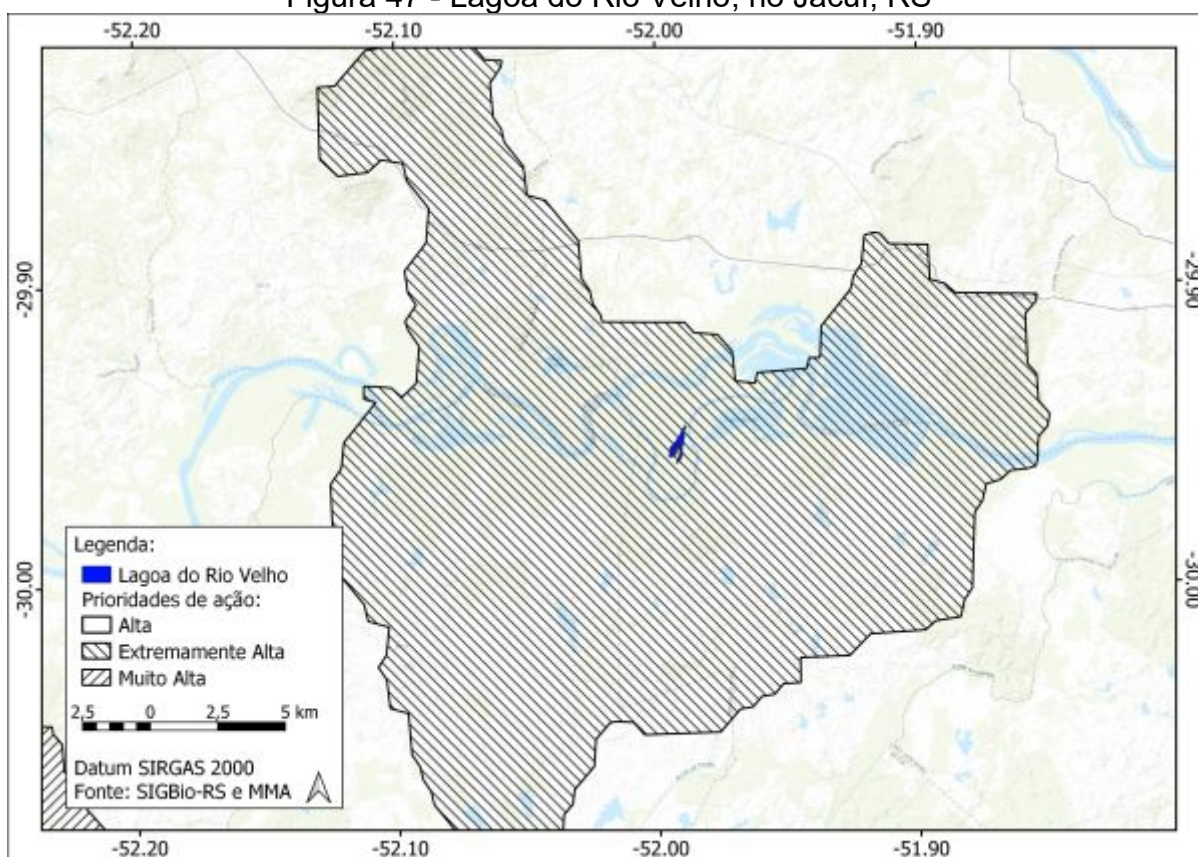 Figura 47 - Lagoa do Rio Velho, no Jacuí, RS
-52.20 -52.10 -52.00 -51.90
-29.90 -29.90
Legenda:
Lagoa do Rio Velho
Prioridades de ação:
Alta
Extremamente Alta
Muito Alta
2,5 0 2,5 5 km
Datum SIRGAS 2000
Fonte: SIGBio-RS e MMA
-30.00 -30.00
-52.20 -52.10 -52.00 -51.90